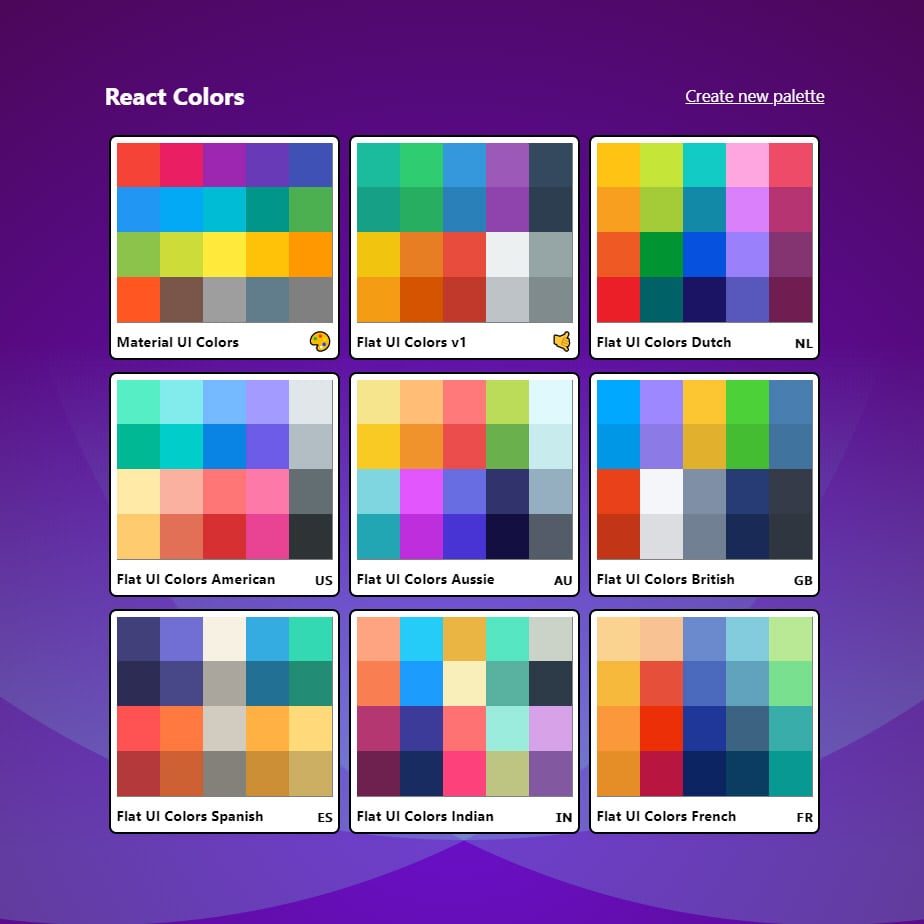 React Colors
Create new palette
Material UI Colors
Flat UI Colors v1
Flat UI Colors Dutch NL
Flat UI Colors American US
Flat UI Colors Aussie AU
Flat UI Colors British GB
Flat UI Colors Spanish ES
Flat UI Colors Indian IN
Flat UI Colors French FR